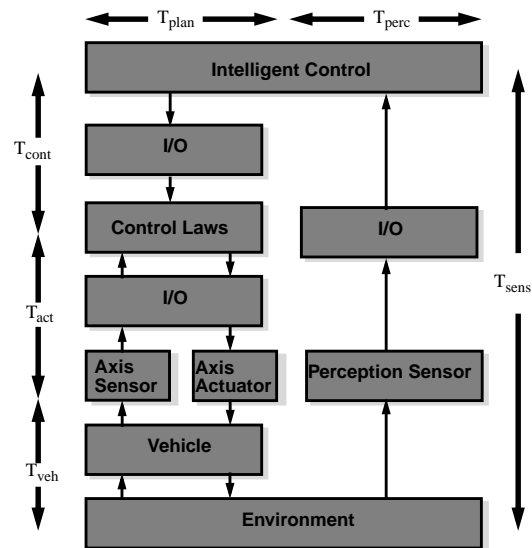 T_plan T_perc
Intelligent Control
I/O
T_cont
Control Laws
I/O
T_sens
I/O
T_act
Axis
Sensor
Axis
Actuator
Perception Sensor
Vehicle
T_veh
Environment